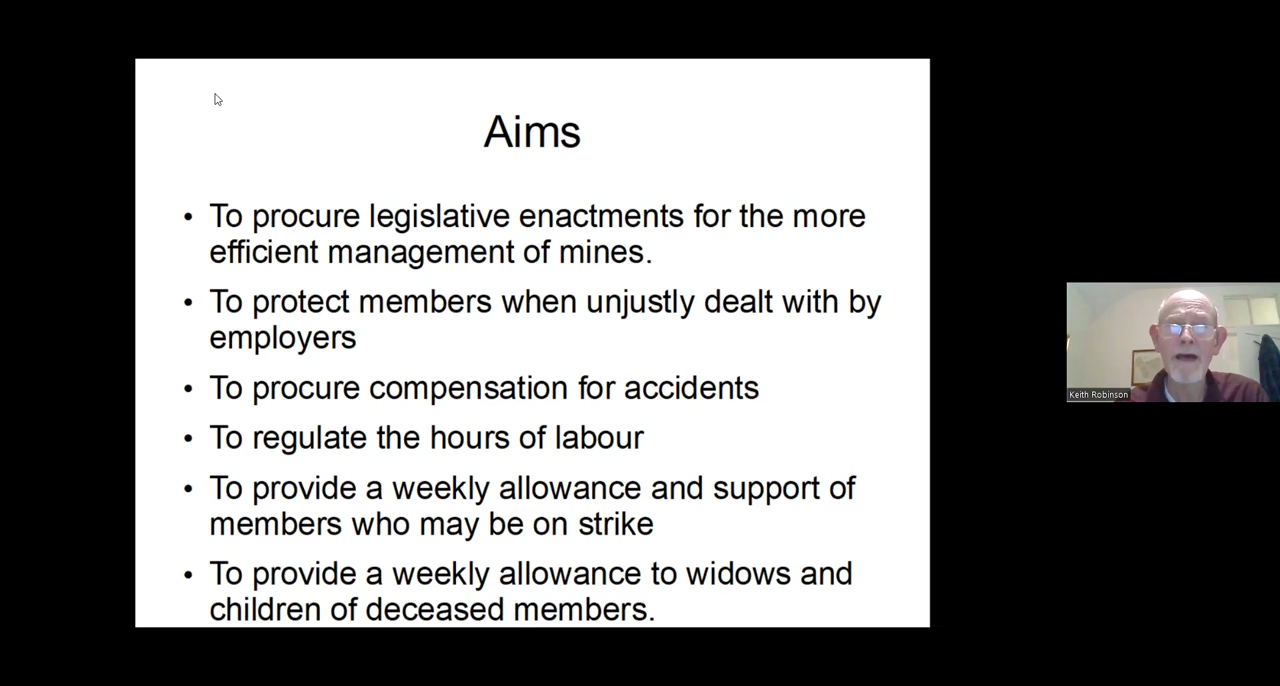 Aims
• To procure legislative enactments for the more
efficient management of mines.
• To protect members when unjustly dealt with by
employers
• To procure compensation for accidents
• To regulate the hours of labour
• To provide a weekly allowance and support of
members who may be on strike
• To provide a weekly allowance to widows and
children of deceased members.
Keith Robinson